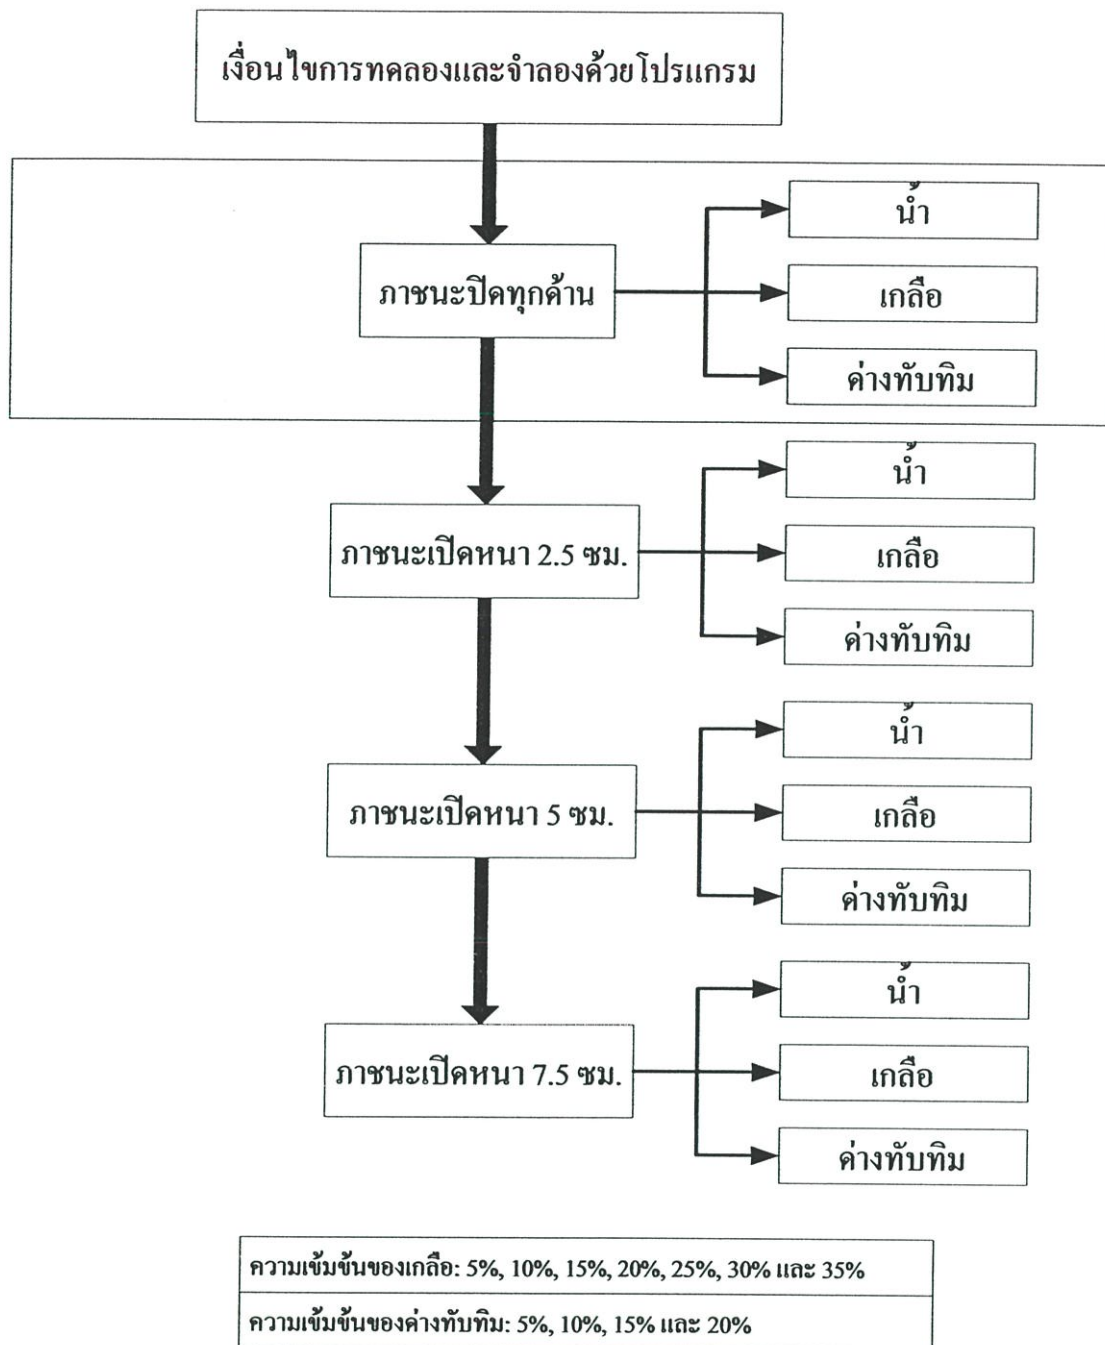 เงื่อนไขการทดลองและจำลองด้วยโปรแกรม
ภาชนะปิดทุกด้าน
น้ำ
เกลือ
ด่างทับทิม
ภาชนะเปิดหนา 2.5 ซม.
น้ำ
เกลือ
ด่างทับทิม
ภาชนะเปิดหนา 5 ซม.
น้ำ
เกลือ
ด่างทับทิม
ภาชนะเปิดหนา 7.5 ซม.
น้ำ
เกลือ
ด่างทับทิม
ความเข้มข้นของเกลือ: 5%, 10%, 15%, 20%, 25%, 30% และ 35%
ความเข้มข้นของด่างทับทิม: 5%, 10%, 15% และ 20%